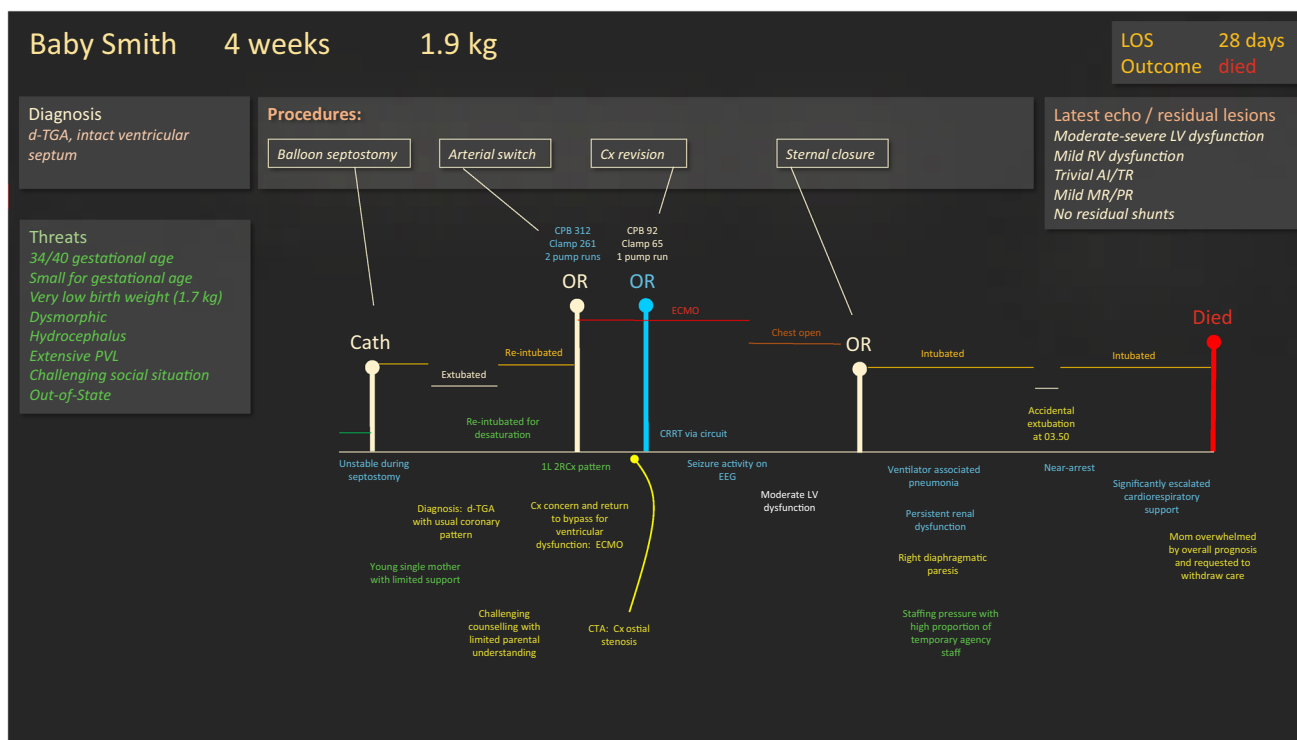 Baby Smith 4 weeks 1.9 kg
LOS 28 days
Outcome died
Diagnosis
d-TGA, intact ventricular
septum
Procedures:
Balloon septostomy
Arterial switch
Cx revision
Sternal closure
Latest echo / residual lesions
Moderate-severe LV dysfunction
Mild RV dysfunction
Trivial AI/TR
Mild MR/PR
No residual shunts
Threats
34/40 gestational age
Small for gestational age
Very low birth weight (1.7 kg)
Dysmorphic
Hydrocephalus
Extensive PVL
Challenging social situation
Out-of-State
CPB 312
Clamp 261
2 pump runs
CPB 92
Clamp 65
1 pump run
OR
OR
ECMO
Chest open
Cath
Re-intubated
Extubated
OR
Intubated
Intubated
Died
Accidental
extubation
at 03.50
Re-intubated for
desaturation
CRRT via circuit
Unstable during
septostomy
1L 2RCx pattern
Seizure activity on
EEG
Moderate LV
dysfunction
Ventilator associated
pneumonia
Near-arrest
Significantly escalated
cardiorespiratory
support
Diagnosis: d-TGA
with usual coronary
pattern
Cx concern and return
to bypass for
ventricular
dysfunction: ECMO
Persistent renal
dysfunction
Mom overwhelmed
by overall prognosis
and requested to
withdraw care
Young single mother
with limited support
Right diaphragmatic
paresis
Challenging
counselling with
limited parental
understanding
CTA: Cx ostial
stenosis
Staffing pressure with
high proportion of
temporary agency
staff